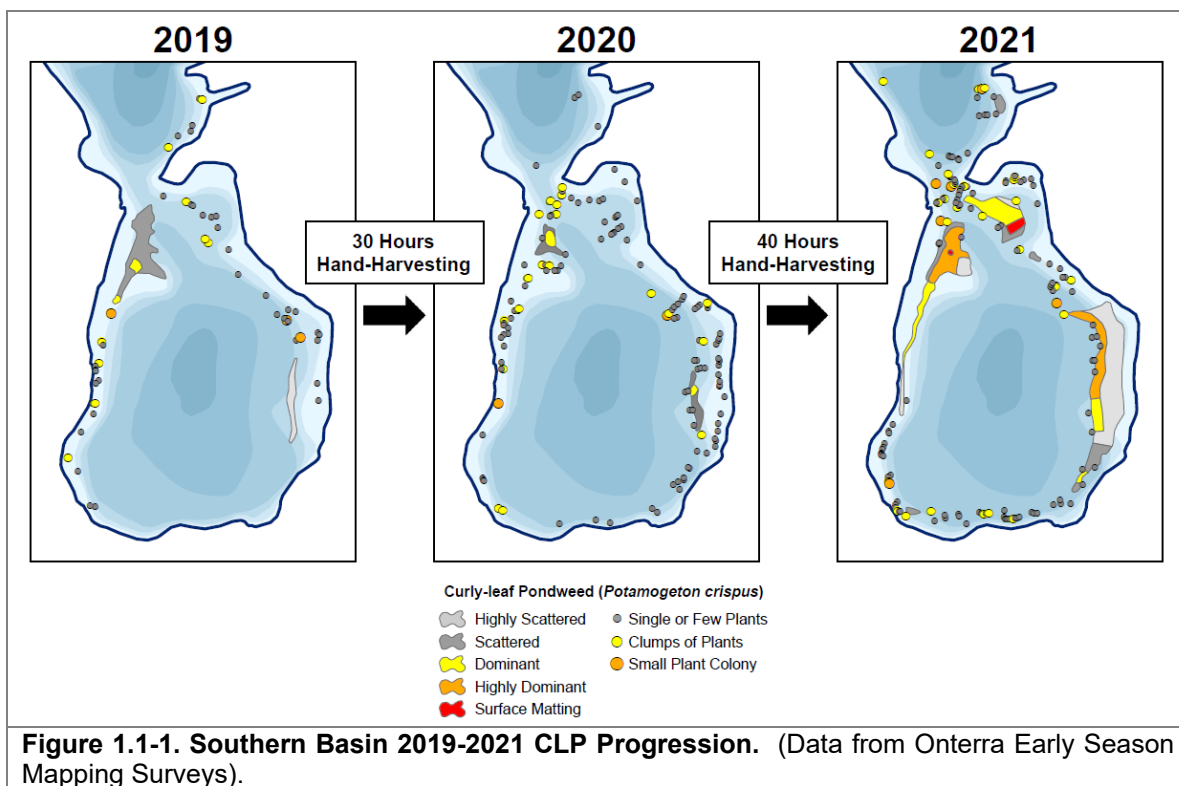 2019 2020 2021
30 Hours
Hand-Harvesting
40 Hours
Hand-Harvesting
Curly-leaf Pondweed (Potamogeton crispus)
Highly Scattered
Scattered
Dominant
Highly Dominant
Surface Matting
Single or Few Plants
Clumps of Plants
Small Plant Colony
Figure 1.1-1. Southern Basin 2019-2021 CLP Progression. (Data from Onterra Early Season
Mapping Surveys).